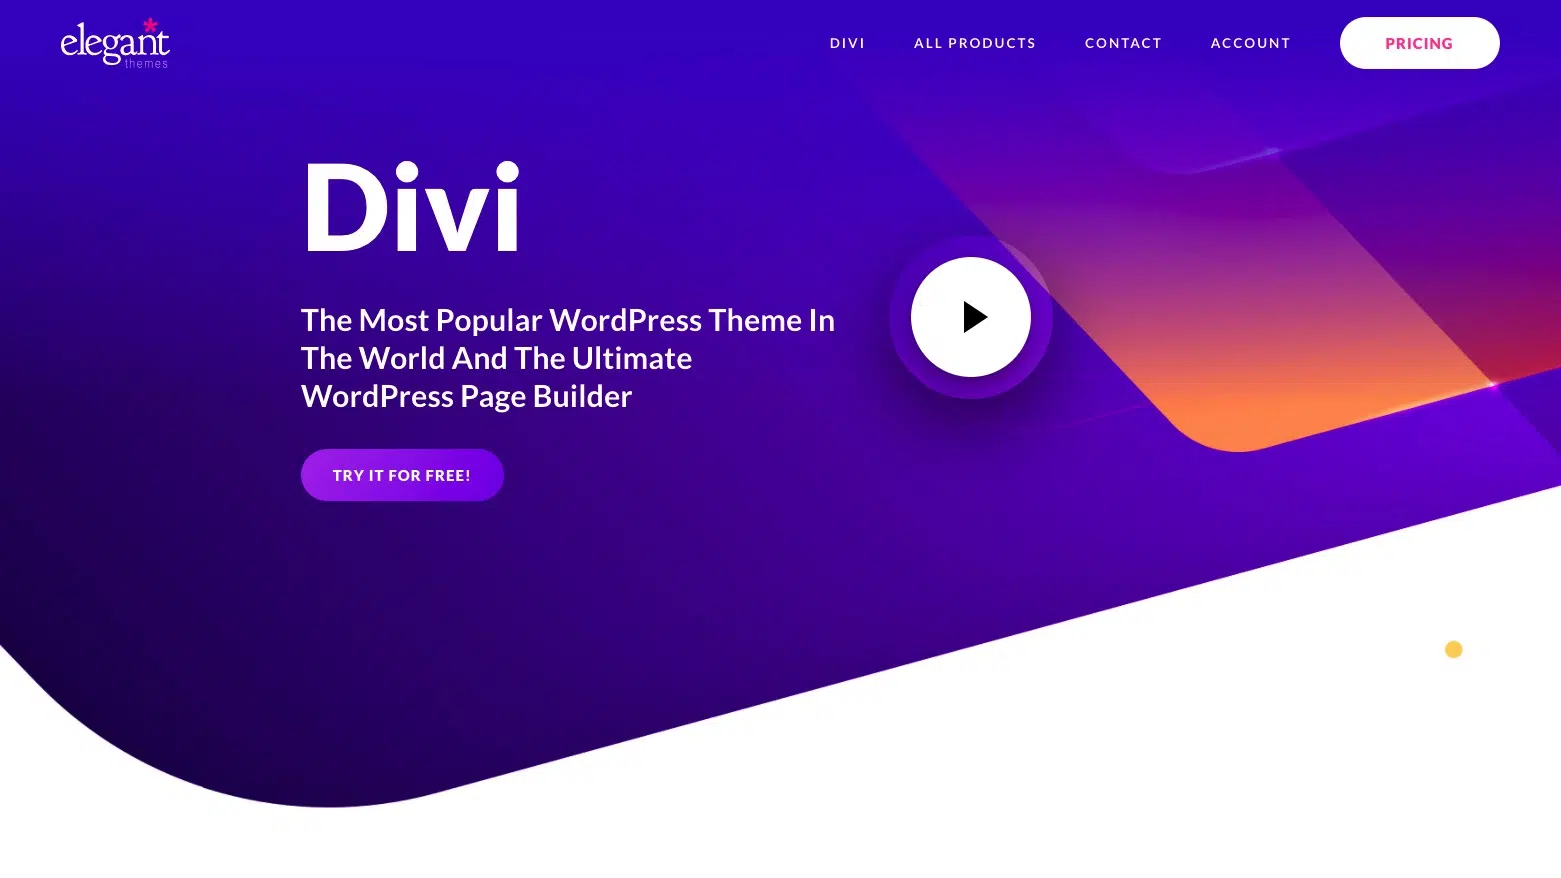 elegant
themes
DIVI
ALL PRODUCTS
CONTACT
ACCOUNT
PRICING
Divi
The Most Popular WordPress Theme In
The World And The Ultimate
WordPress Page Builder
TRY IT FOR FREE!